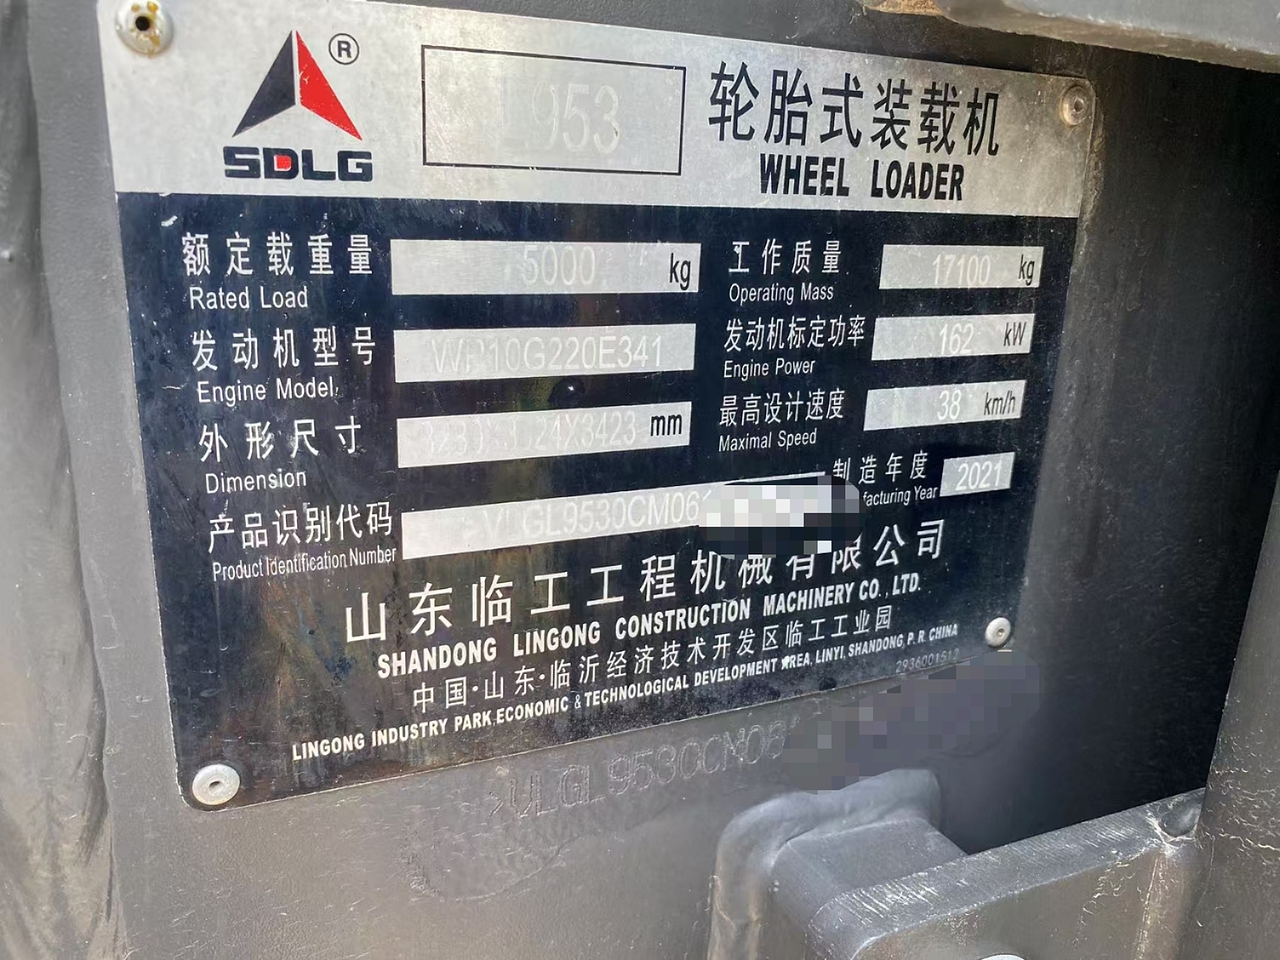 ®
SDLG
953
轮胎式装载机
WHEEL LOADER
额定载重量 5000 kg
Rated Load
工作质量 17100 kg
Operating Mass
发动机型号 WP10G220E341
Engine Model
发动机标定功率 162 kW
Engine Power
外形尺寸 mm
Dimension
最高设计速度 38 km/h
Maximal Speed
产品识别代码 VLGL9530CM06
Product Identification Number
制造年度 2021
facturing Year
山东临工工程机械有限公司
SHANDONG LINGONG CONSTRUCTION MACHINERY CO., LTD.
中国·山东·临沂经济技术开发区临工工业园
LINGONG INDUSTRY PARK,ECONOMIC & TECHNOLOGICAL DEVELOPMENT AREA, LINYI, SHANDONG, P. R. CHINA
2936001512
VLGL9530CM06